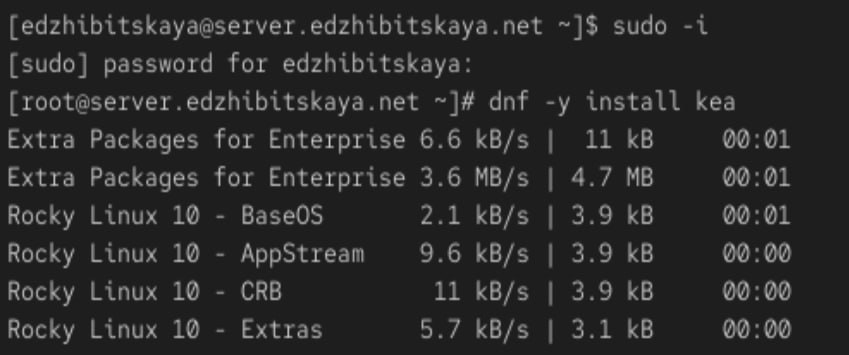 [edzhibitskaya@server.edzhibitskaya.net ~]$ sudo -i
[sudo] password for edzhibitskaya:
[root@server.edzhibitskaya.net ~]# dnf -y install kea
Extra Packages for Enterprise 6.6 kB/s |  11 kB     00:01
Extra Packages for Enterprise 3.6 MB/s | 4.7 MB     00:01
Rocky Linux 10 - BaseOS       2.1 kB/s | 3.9 kB     00:01
Rocky Linux 10 - AppStream    9.6 kB/s | 3.9 kB     00:00
Rocky Linux 10 - CRB           11 kB/s | 3.9 kB     00:00
Rocky Linux 10 - Extras       5.7 kB/s | 3.1 kB     00:00